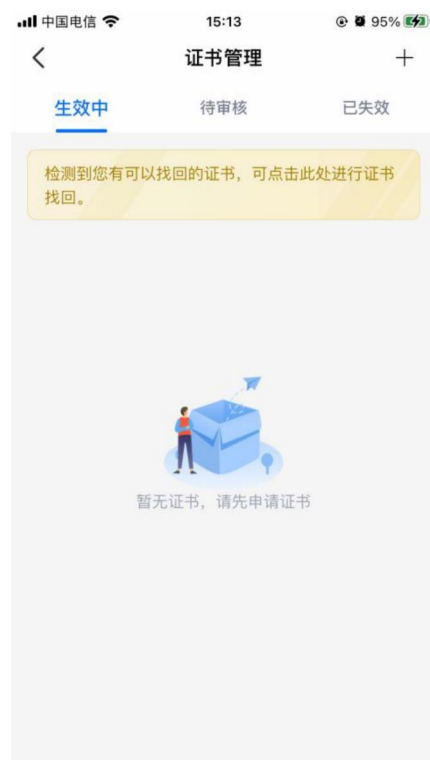 中国电信 15:13 95%
证书管理
生效中 待审核 已失效
检测到您有可以找回的证书，可点击此处进行证书
找回。
暂无证书，请先申请证书